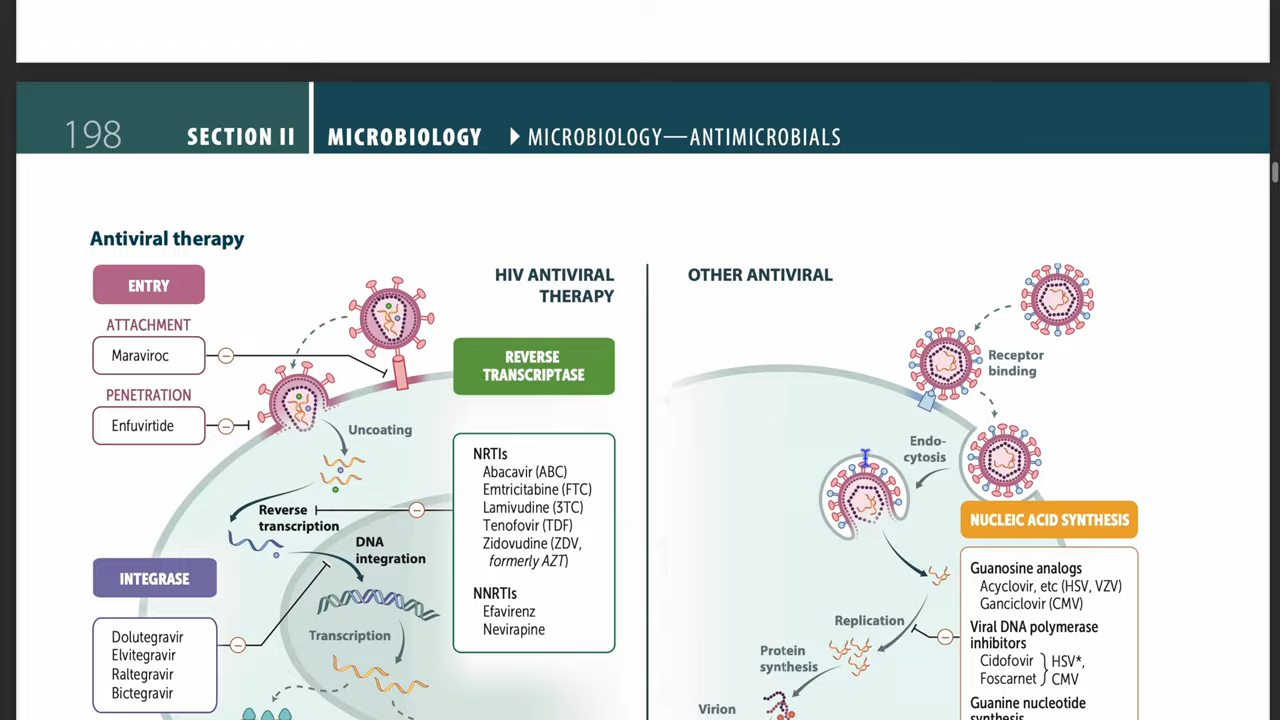 198 SECTION II MICROBIOLOGY MICROBIOLOGY—ANTIMICROBIALS
Antiviral therapy
ENTRY
ATTACHMENT
Maraviroc
PENETRATION
Enfuvirtide
HIV ANTIVIRAL
THERAPY
REVERSE
TRANSCRIPTASE
Uncoating
Reverse
transcription
DNA
integration
NRTIs
Abacavir (ABC)
Emtricitabine (FTC)
Lamivudine (3TC)
Tenofovir (TDF)
Zidovudine (ZDV,
formerly AZT)
NNRTIs
Efavirenz
Nevirapine
INTEGRASE
Dolutegravir
Elvitegravir
Raltegravir
Bictegravir
Transcription
OTHER ANTIVIRAL
Receptor
binding
Endo-
cytosis
NUCLEIC ACID SYNTHESIS
Guanosine analogs
Acyclovir, etc (HSV, VZV)
Ganciclovir (CMV)
Viral DNA polymerase
inhibitors
Cidofovir HSV*,
Foscarnet CMV
Guanine nucleotide
synthesis
Replication
Protein
synthesis
Virion